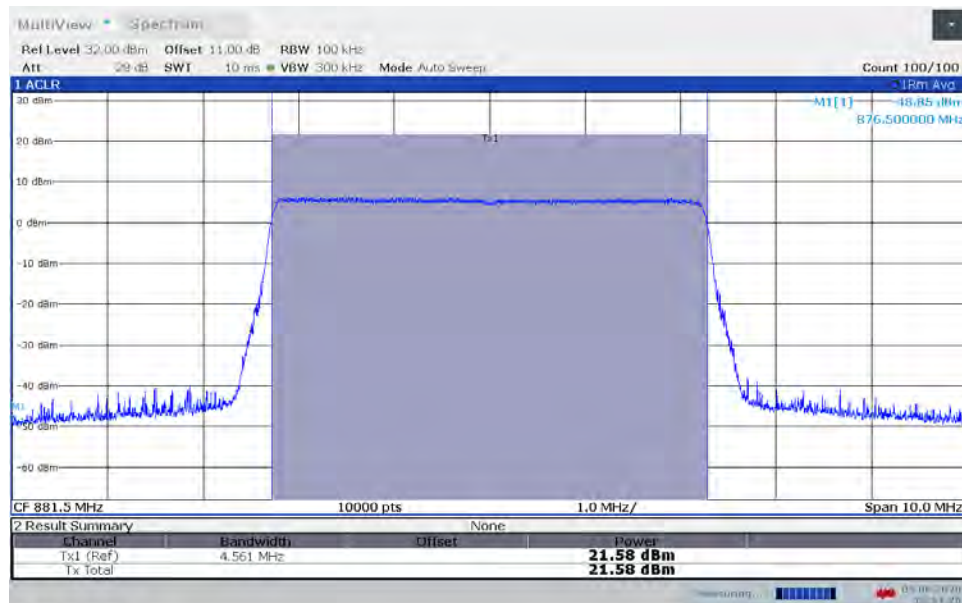 MultiView Spectrum
Ref Level 32.00 dBm Offset 11.00 dB RBW 100 kHz
Att 29 dB SWT 10 ms VBW 300 kHz Mode Auto Sweep Count 100/100
1 ACLR 1Rm Avg
30 dBm M1[1] -48.85 dBm
876.500000 MHz
20 dBm Tx1
10 dBm
0 dBm
-10 dBm
-20 dBm
-30 dBm
-40 dBm
M1
-50 dBm
-60 dBm
CF 881.5 MHz 10000 pts 1.0 MHz/ Span 10.0 MHz
2 Result Summary None
Channel Bandwidth Offset Power
Tx1 (Ref) 4.561 MHz 21.58 dBm
Tx Total 21.58 dBm